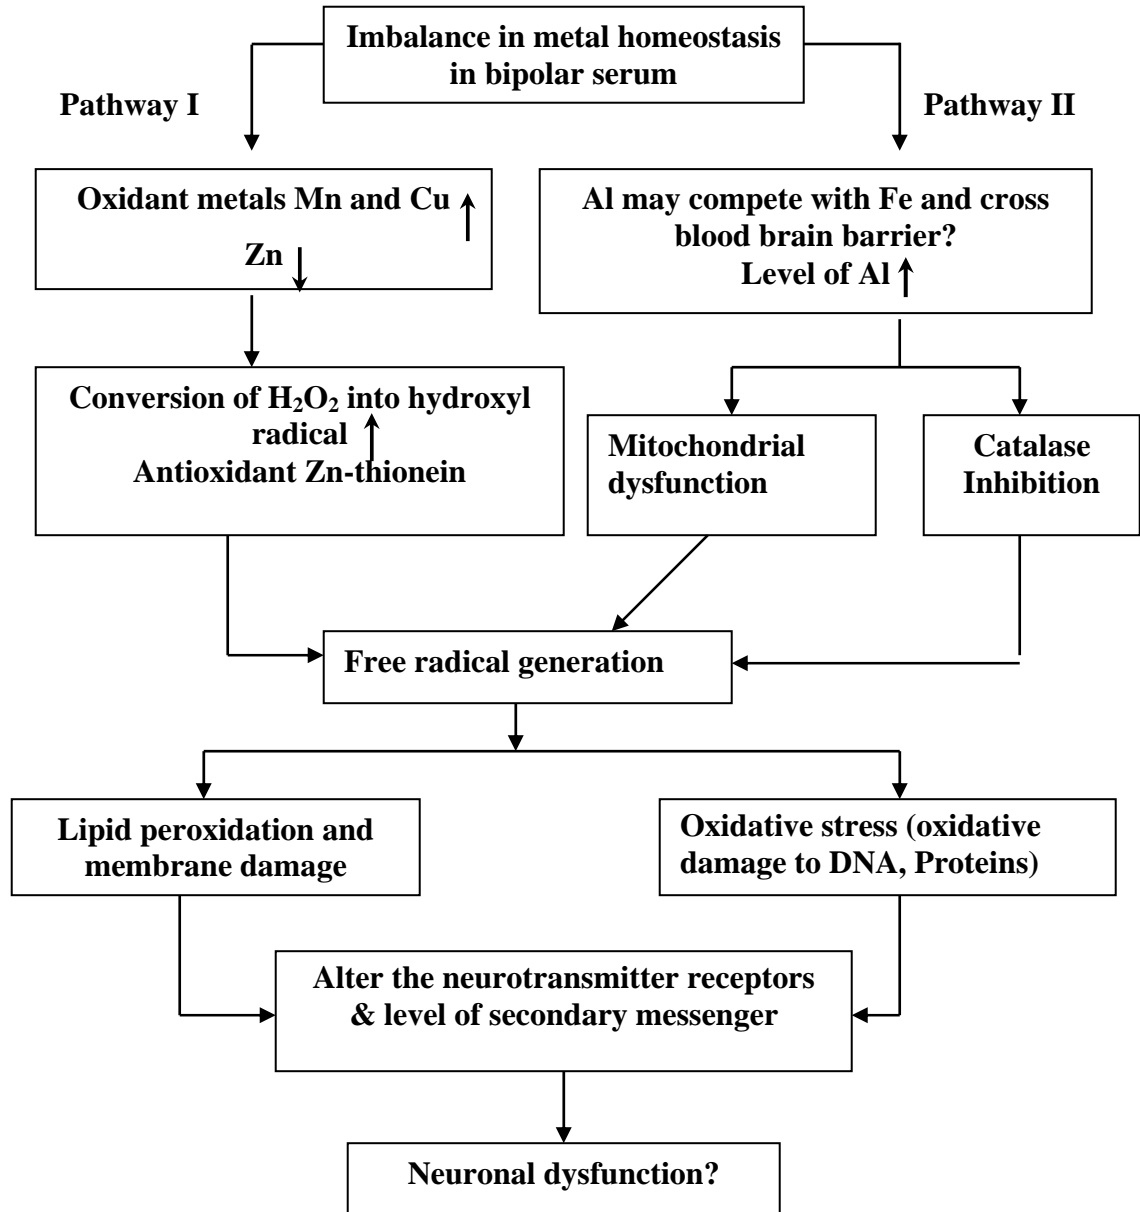 Imbalance in metal homeostasis
in bipolar serum
Pathway I
Pathway II
Oxidant metals Mn and Cu
Zn
Al may compete with Fe and cross
blood brain barrier?
Level of Al
Conversion of H₂O₂ into hydroxyl
radical
Antioxidant Zn-thionein
Mitochondrial
dysfunction
Catalase
Inhibition
Free radical generation
Lipid peroxidation and
membrane damage
Oxidative stress (oxidative
damage to DNA, Proteins)
Alter the neurotransmitter receptors
& level of secondary messenger
Neuronal dysfunction?